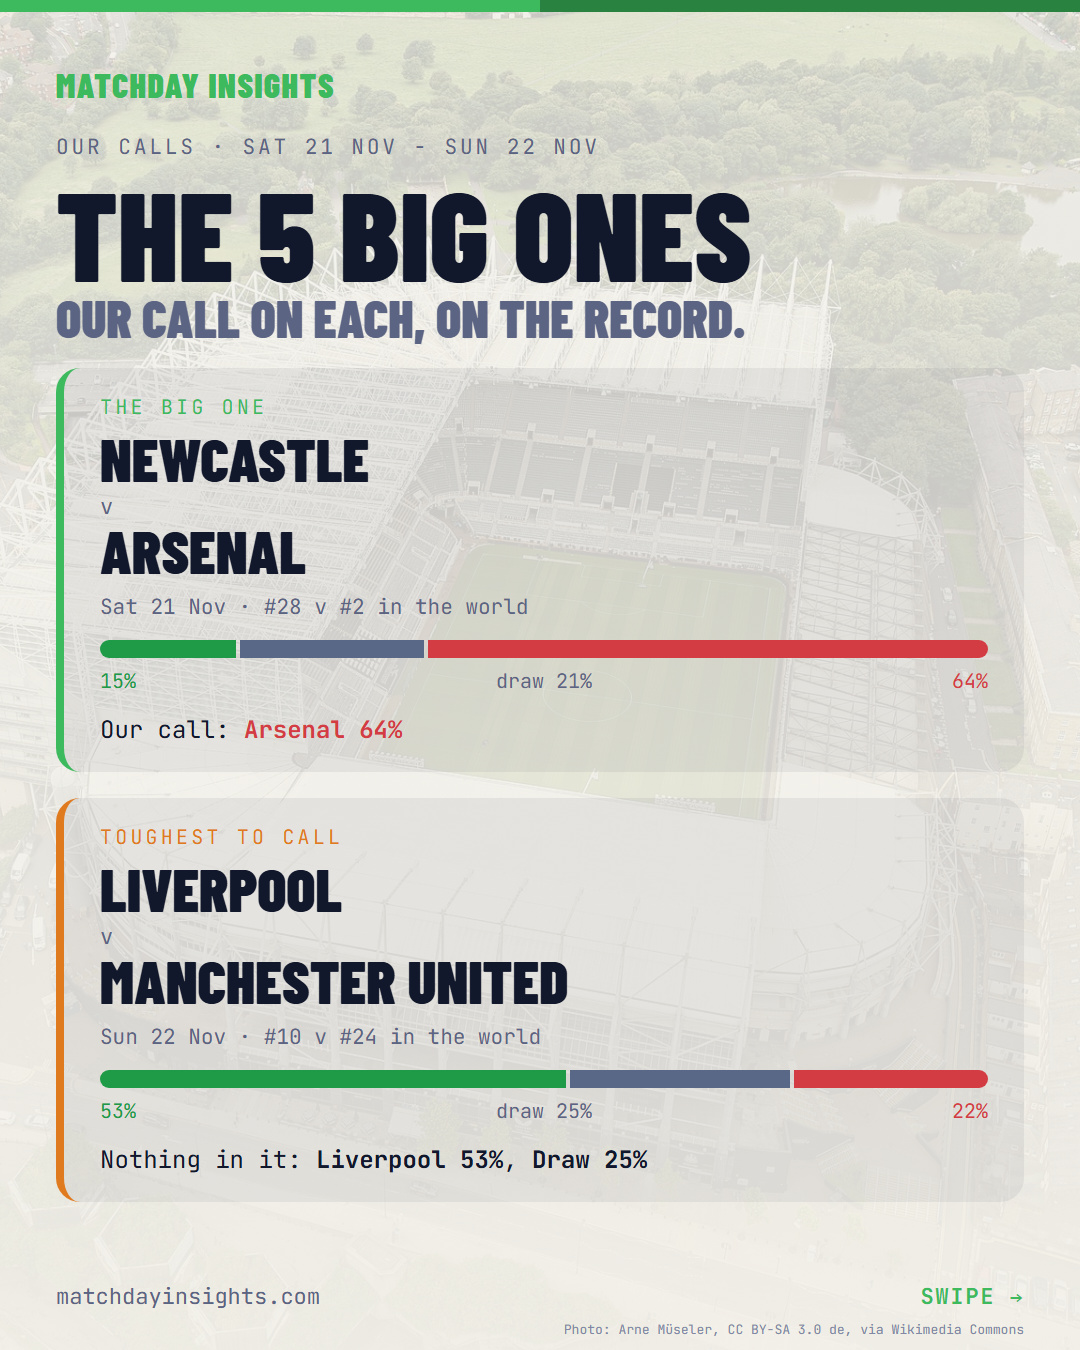 MATCHDAY INSIGHTS
OUR CALLS · SAT 21 NOV - SUN 22 NOV
THE 5 BIG ONES
OUR CALL ON EACH, ON THE RECORD.
THE BIG ONE
NEWCASTLE
v
ARSENAL
Sat 21 Nov · #28 v #2 in the world
15% draw 21% 64%
Our call: Arsenal 64%
TOUGHEST TO CALL
LIVERPOOL
v
MANCHESTER UNITED
Sun 22 Nov · #10 v #24 in the world
53% draw 25% 22%
Nothing in it: Liverpool 53%, Draw 25%
matchdayinsights.com SWIPE →
Photo: Arne Müseler, CC BY-SA 3.0 de, via Wikimedia Commons